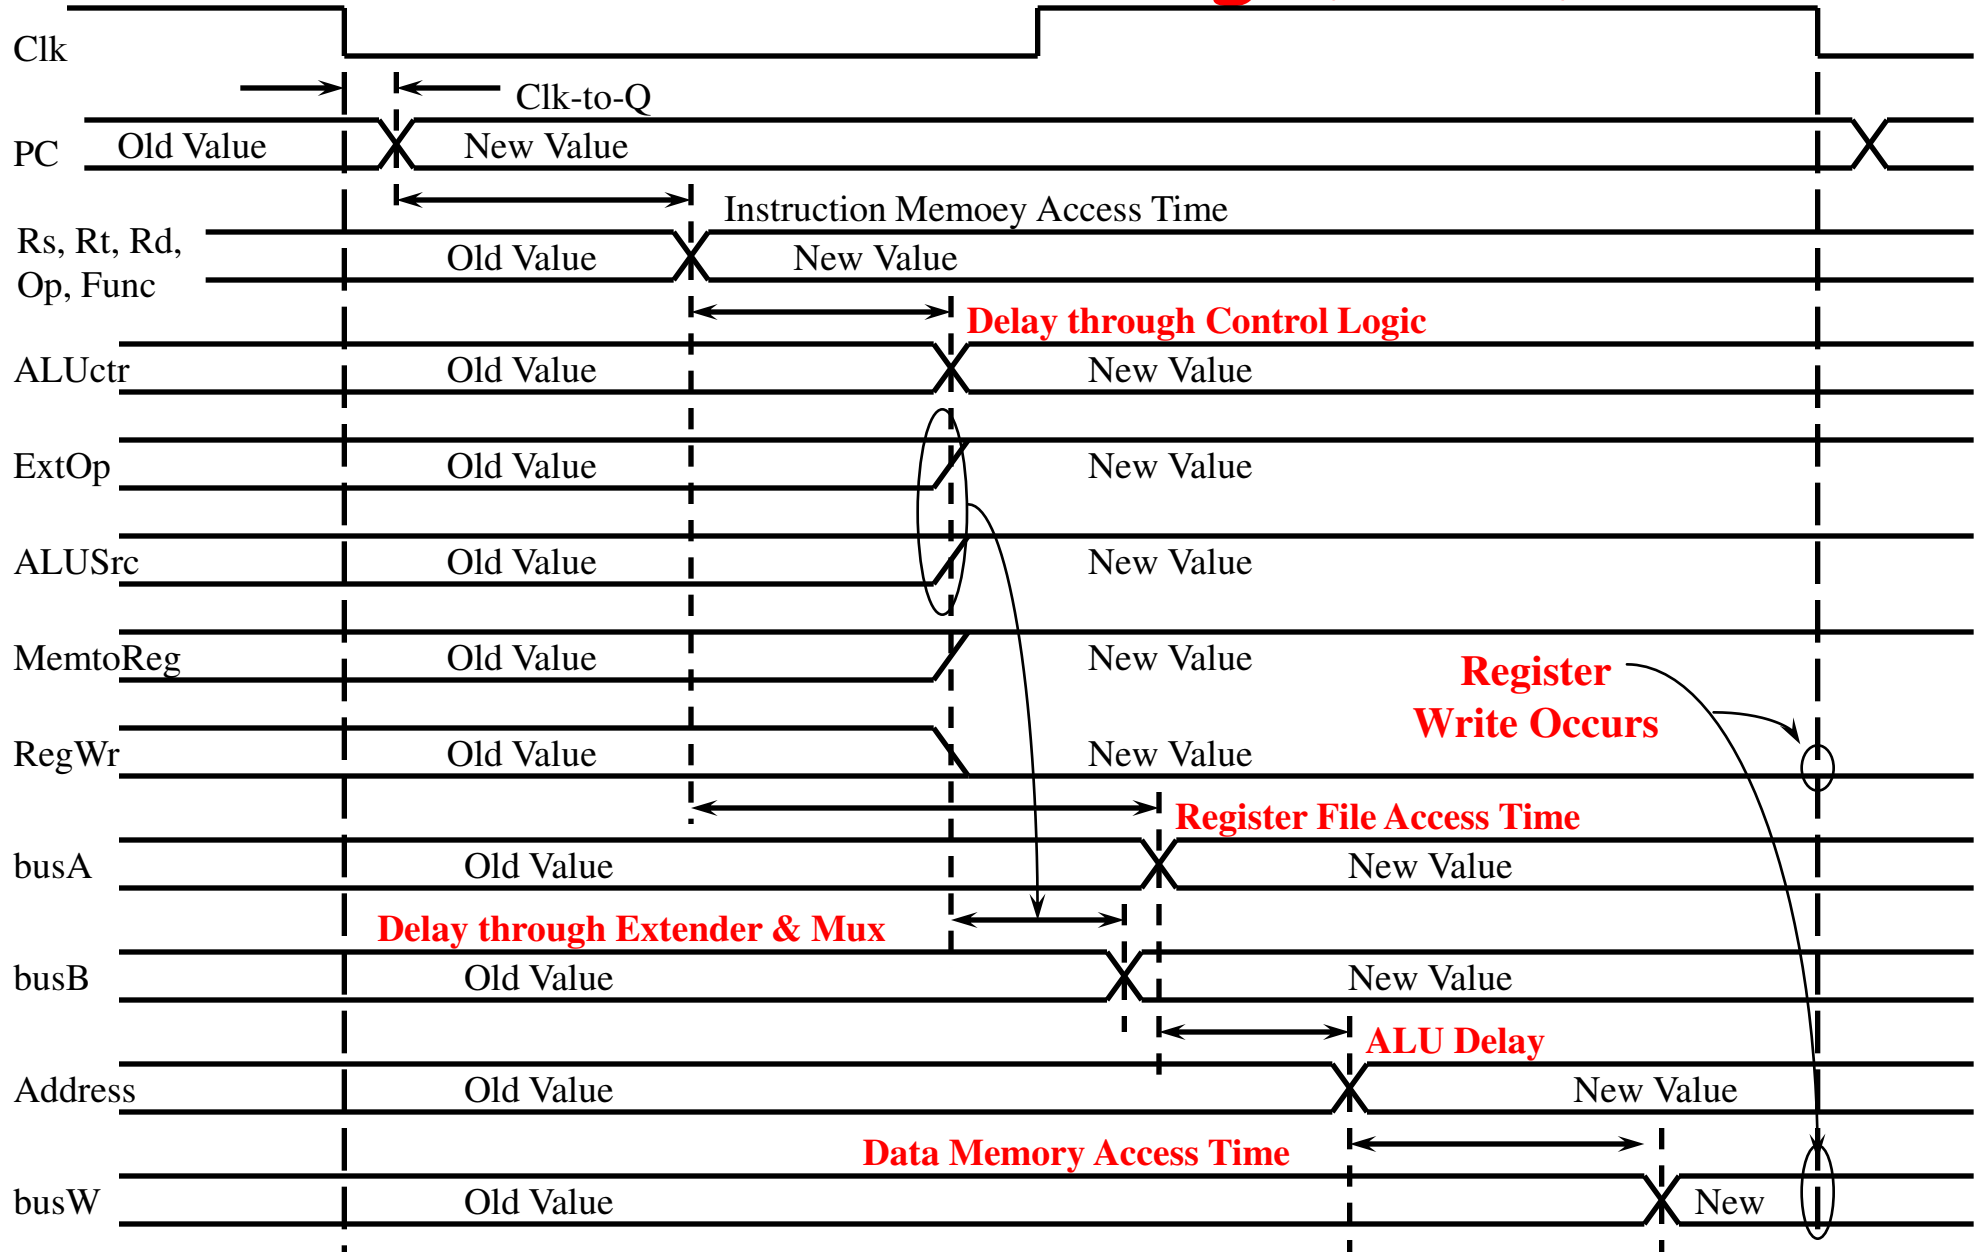 Clk
Clk-to-Q
PC Old Value New Value
Instruction Memoey Access Time
Rs, Rt, Rd,
Op, Func
Old Value New Value
Delay through Control Logic
ALUctr Old Value New Value
ExtOp Old Value New Value
ALUSrc Old Value New Value
MemtoReg Old Value New Value
Register
Write Occurs
RegWr Old Value New Value
Register File Access Time
busA Old Value New Value
Delay through Extender & Mux
busB Old Value New Value
ALU Delay
Address Old Value New Value
Data Memory Access Time
busW Old Value New